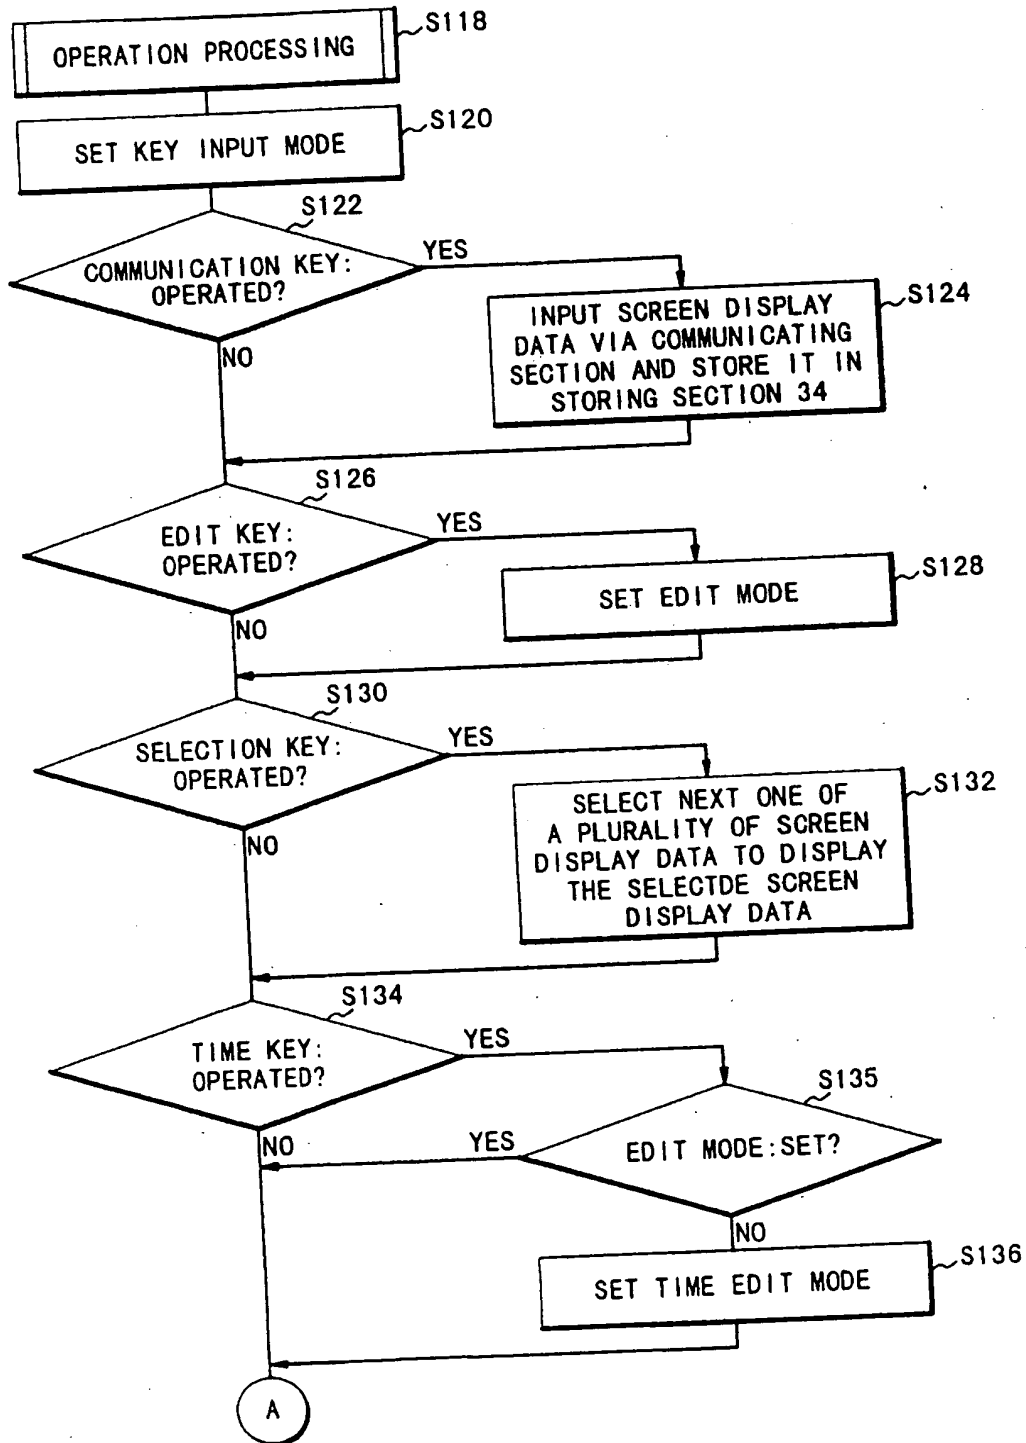 S118
OPERATION PROCESSING
S120
SET KEY INPUT MODE
S122
COMMUNICATION KEY:
OPERATED?
YES
NO
S124
INPUT SCREEN DISPLAY
DATA VIA COMMUNICATING
SECTION AND STORE IT IN
STORING SECTION 34
S126
EDIT KEY:
OPERATED?
YES
NO
S128
SET EDIT MODE
S130
SELECTION KEY:
OPERATED?
YES
NO
S132
SELECT NEXT ONE OF
A PLURALITY OF SCREEN
DISPLAY DATA TO DISPLAY
THE SELECTDE SCREEN
DISPLAY DATA
S134
TIME KEY:
OPERATED?
YES
NO
S135
EDIT MODE:SET?
YES
NO
S136
SET TIME EDIT MODE
A